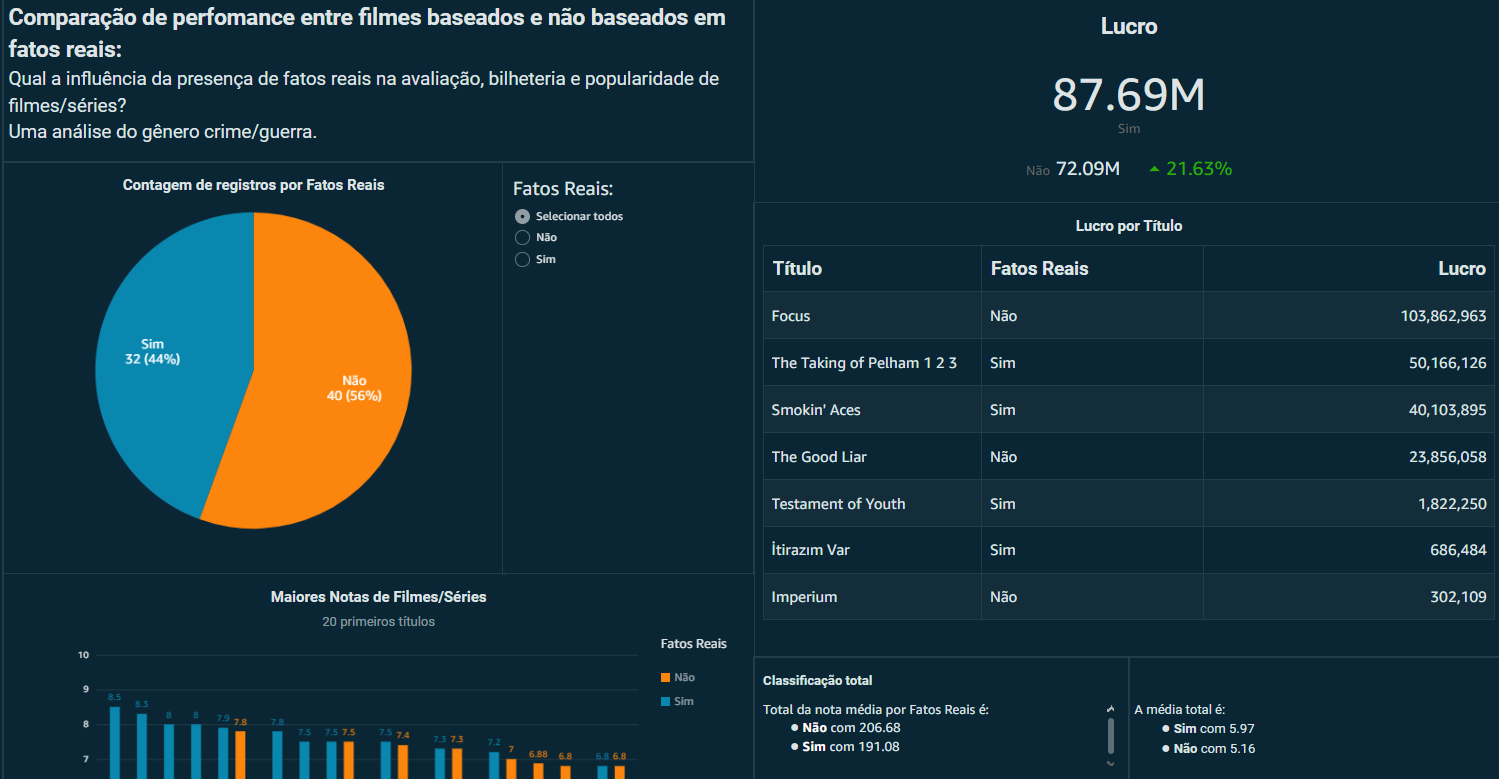 Comparação de perfomance entre filmes baseados e não baseados em
fatos reais:
Qual a influência da presença de fatos reais na avaliação, bilheteria e popularidade de
filmes/séries?
Uma análise do gênero crime/guerra.
Contagem de registros por Fatos Reais
Sim
32 (44%)
Não
40 (56%)
Fatos Reais:
Selecionar todos
Não
Sim
Maiores Notas de Filmes/Séries
20 primeiros títulos
Fatos Reais
Não
Sim
10
9
8
7
8.5
8.3
8
8
7.9
7.8
7.8
7.5
7.5
7.5
7.5
7.4
7.3
7.3
7.2
7
6.88
6.8
6.8
6.8
Lucro
87.69M
Sim
Não 72.09M 21.63%
Lucro por Título
Título Fatos Reais Lucro
Focus Não 103,862,963
The Taking of Pelham 1 2 3 Sim 50,166,126
Smokin' Aces Sim 40,103,895
The Good Liar Não 23,856,058
Testament of Youth Sim 1,822,250
İtirazım Var Sim 686,484
Imperium Não 302,109
Classificação total
Total da nota média por Fatos Reais é:
Não com 206.68
Sim com 191.08
A média total é:
Sim com 5.97
Não com 5.16